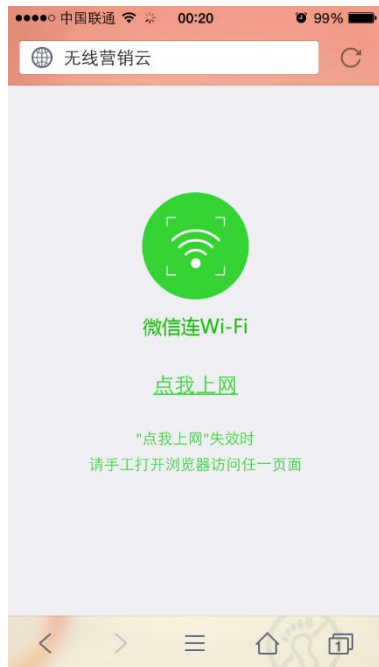 中国联通 00:20 99%
无线营销云
微信连Wi-Fi
点我上网
"点我上网"失效时
请手工打开浏览器访问任一页面
1